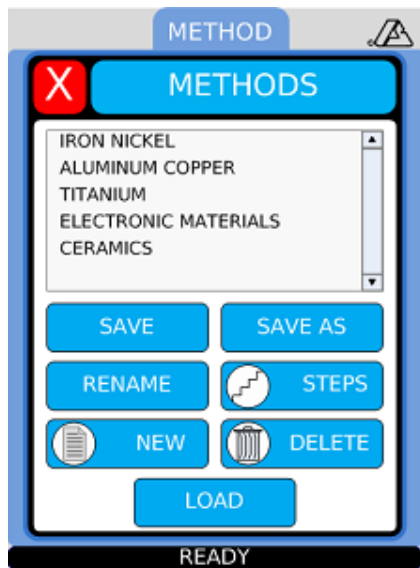 METHOD
X
METHODS
IRON NICKEL
ALUMINUM COPPER
TITANIUM
ELECTRONIC MATERIALS
CERAMICS
SAVE
SAVE AS
RENAME
STEPS
NEW
DELETE
LOAD
READY